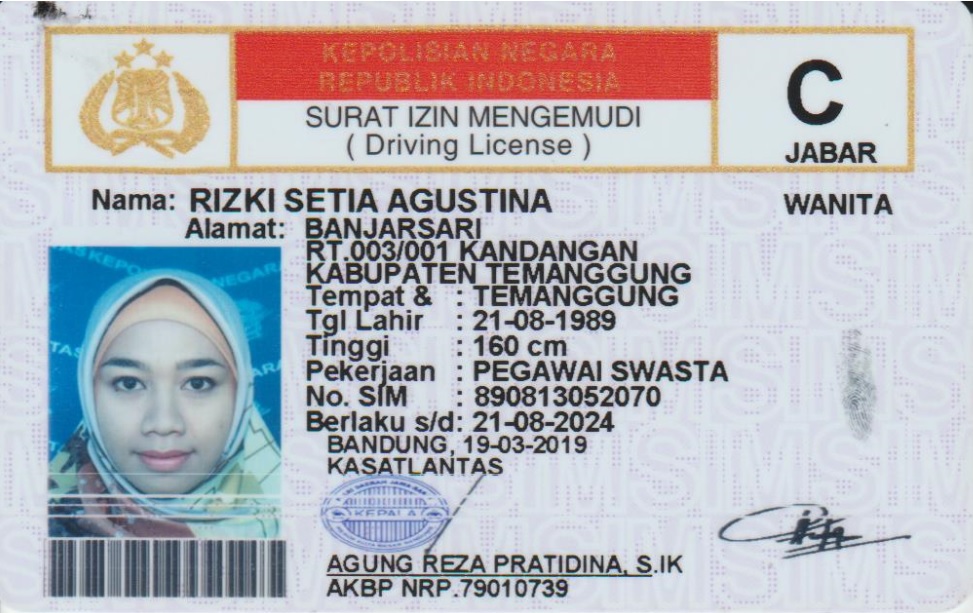 KEPOLISIAN NEGARA
REPUBLIK INDONESIA
SURAT IZIN MENGEMUDI
( Driving License )
C
JABAR
Nama: RIZKI SETIA AGUSTINA
WANITA
Alamat: BANJARSARI
RT.003/001 KANDANGAN
KABUPATEN TEMANGGUNG
Tempat & : TEMANGGUNG
Tgl Lahir : 21-08-1989
Tinggi : 160 cm
Pekerjaan : PEGAWAI SWASTA
No. SIM : 890813052070
Berlaku s/d: 21-08-2024
BANDUNG, 19-03-2019
KASATLANTAS
KEPALA
AGUNG REZA PRATIDINA, S.IK
AKBP NRP.79010739